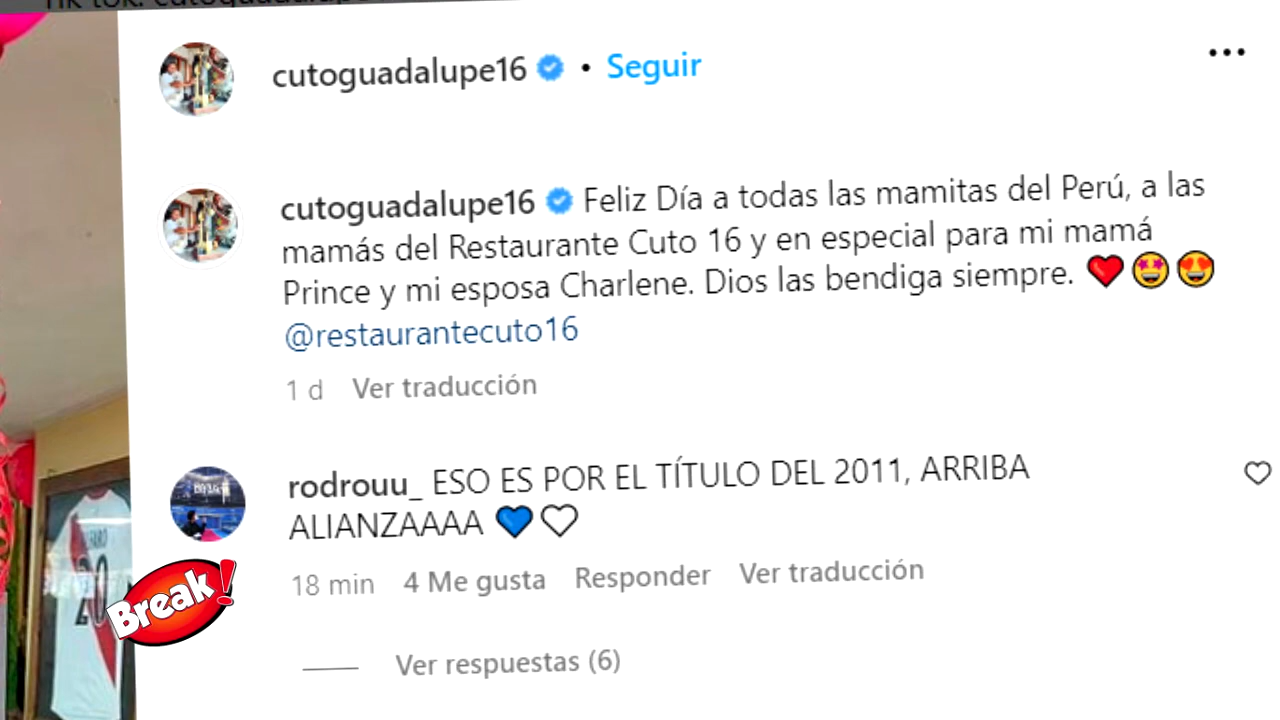 cutoguadalupe16 • Seguir
cutoguadalupe16 Feliz Día a todas las mamitas del Perú, a las
mamás del Restaurante Cuto 16 y en especial para mi mamá
Prince y mi esposa Charlene. Dios las bendiga siempre. ❤️🤩😍
@restaurantecuto16
1 d Ver traducción
rodrouu_ ESO ES POR EL TÍTULO DEL 2011, ARRIBA
ALIANZAAAA 💙🤍
18 min 4 Me gusta Responder Ver traducción
Ver respuestas (6)
20
Break!